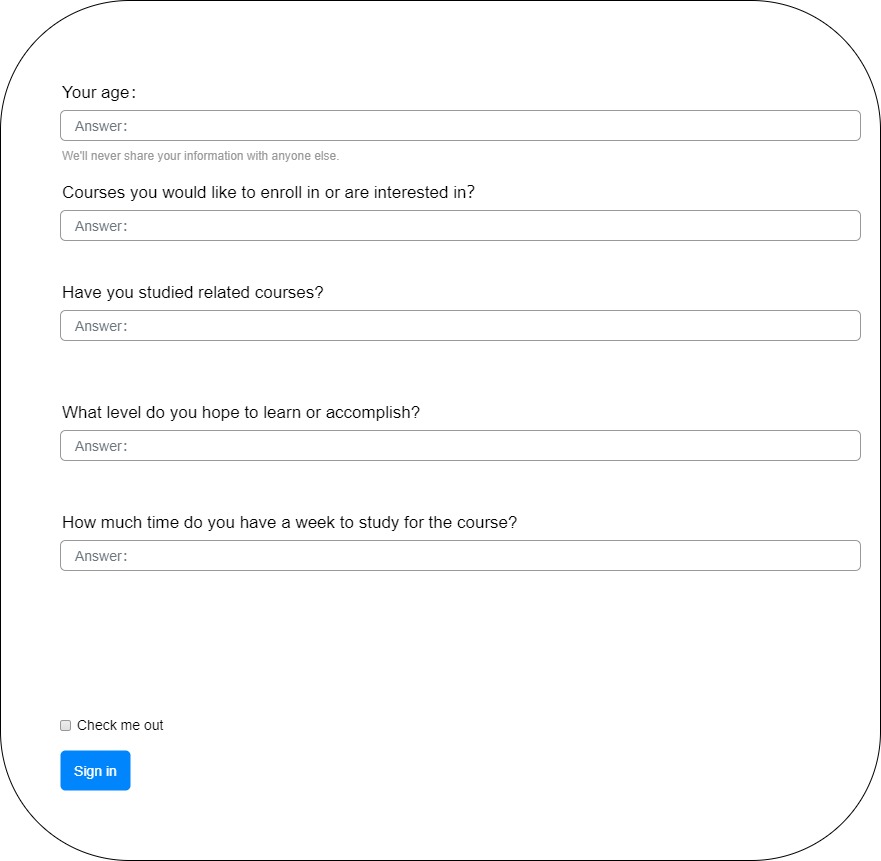 Your age:
Answer:
We'll never share your information with anyone else.
Courses you would like to enroll in or are interested in?
Answer:
Have you studied related courses?
Answer:
What level do you hope to learn or accomplish?
Answer:
How much time do you have a week to study for the course?
Answer:
Check me out
Sign in